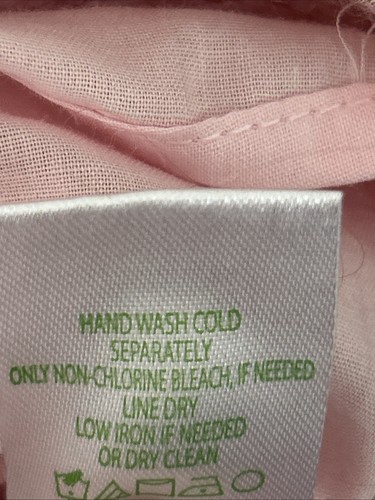 HAND WASH COLD
SEPARATELY
ONLY NON-CHLORINE BLEACH, IF NEEDED
LINE DRY
LOW IRON IF NEEDED
OR DRY CLEAN